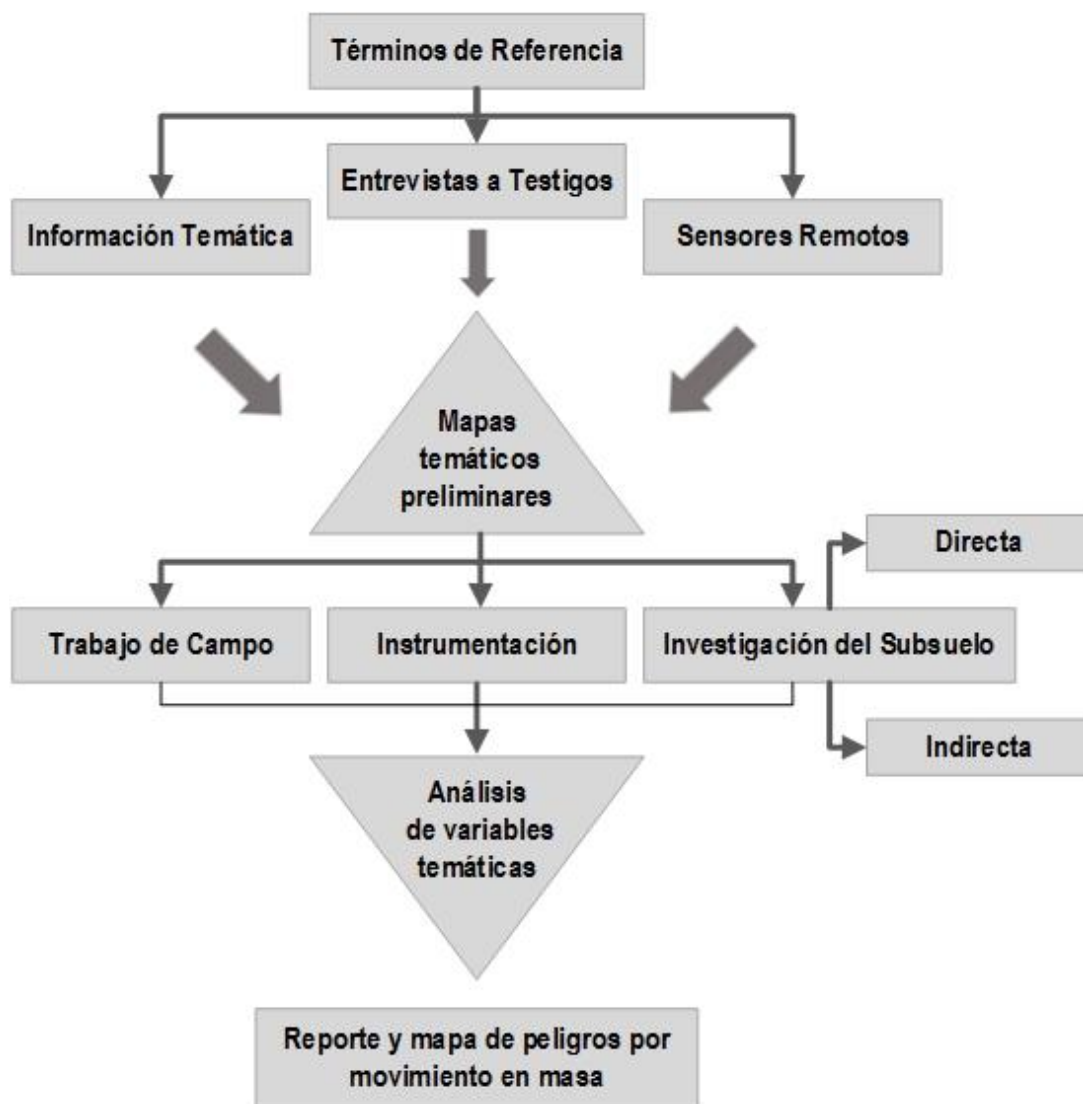 Términos de Referencia
Entrevistas a Testigos
Información Temática
Sensores Remotos
Mapas
temáticos
preliminares
Directa
Trabajo de Campo
Instrumentación
Investigación del Subsuelo
Indirecta
Análisis
de variables
temáticas
Reporte y mapa de peligros por
movimiento en masa